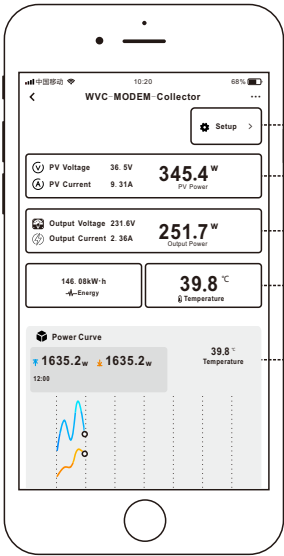 中国移动 10:20 68%
WVC-MODEM-Collector
Setup
V PV Voltage 36.5V
A PV Current 9.31A
345.4 W
PV Power
Output Voltage 231.6V
Output Current 2.36A
251.7 W
Output Power
146.08kW·h
Energy
39.8 ℃
Temperature
Power Curve
1635.2w 1635.2w
12:00
39.8 ℃
Temperature